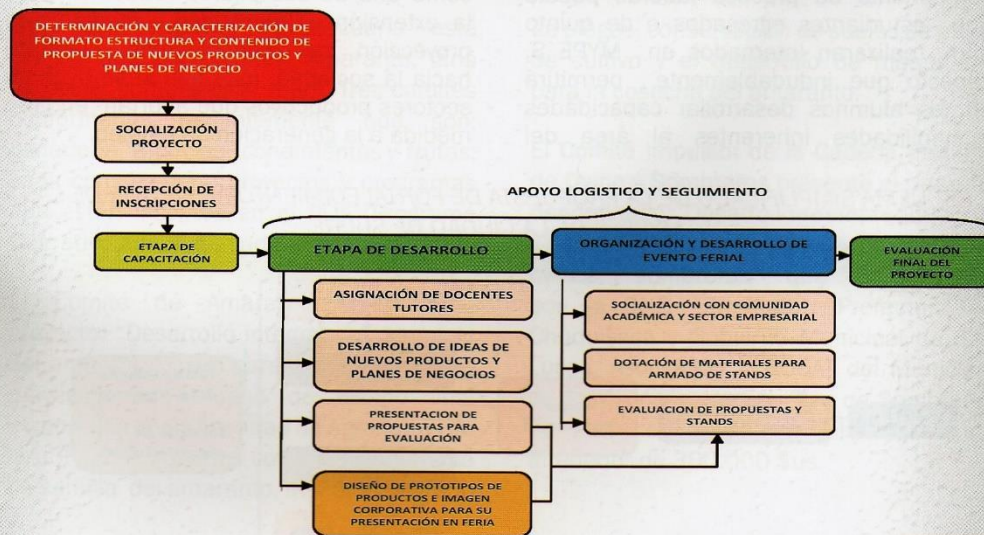 DETERMINACIÓN Y CARACTERIZACIÓN DE
FORMATO ESTRUCTURA Y CONTENIDO DE
PROPUESTA DE NUEVOS PRODUCTOS Y
PLANES DE NEGOCIO
SOCIALIZACIÓN
PROYECTO
RECEPCIÓN DE
INSCRIPCIONES
ETAPA DE
CAPACITACIÓN
APOYO LOGISTICO Y SEGUIMIENTO
ETAPA DE DESARROLLO
ASIGNACIÓN DE DOCENTES
TUTORES
DESARROLLO DE IDEAS DE
NUEVOS PRODUCTOS Y
PLANES DE NEGOCIOS
PRESENTACION DE
PROPUESTAS PARA
EVALUACIÓN
DISEÑO DE PROTOTIPOS DE
PRODUCTOS E IMAGEN
CORPORATIVA PARA SU
PRESENTACIÓN EN FERIA
ORGANIZACIÓN Y DESARROLLO DE
EVENTO FERIAL
SOCIALIZACIÓN CON COMUNIDAD
ACADÉMICA Y SECTOR EMPRESARIAL
DOTACIÓN DE MATERIALES PARA
ARMADO DE STANDS
EVALUACION DE PROPUESTAS Y
STANDS
EVALUACIÓN
FINAL DEL
PROYECTO